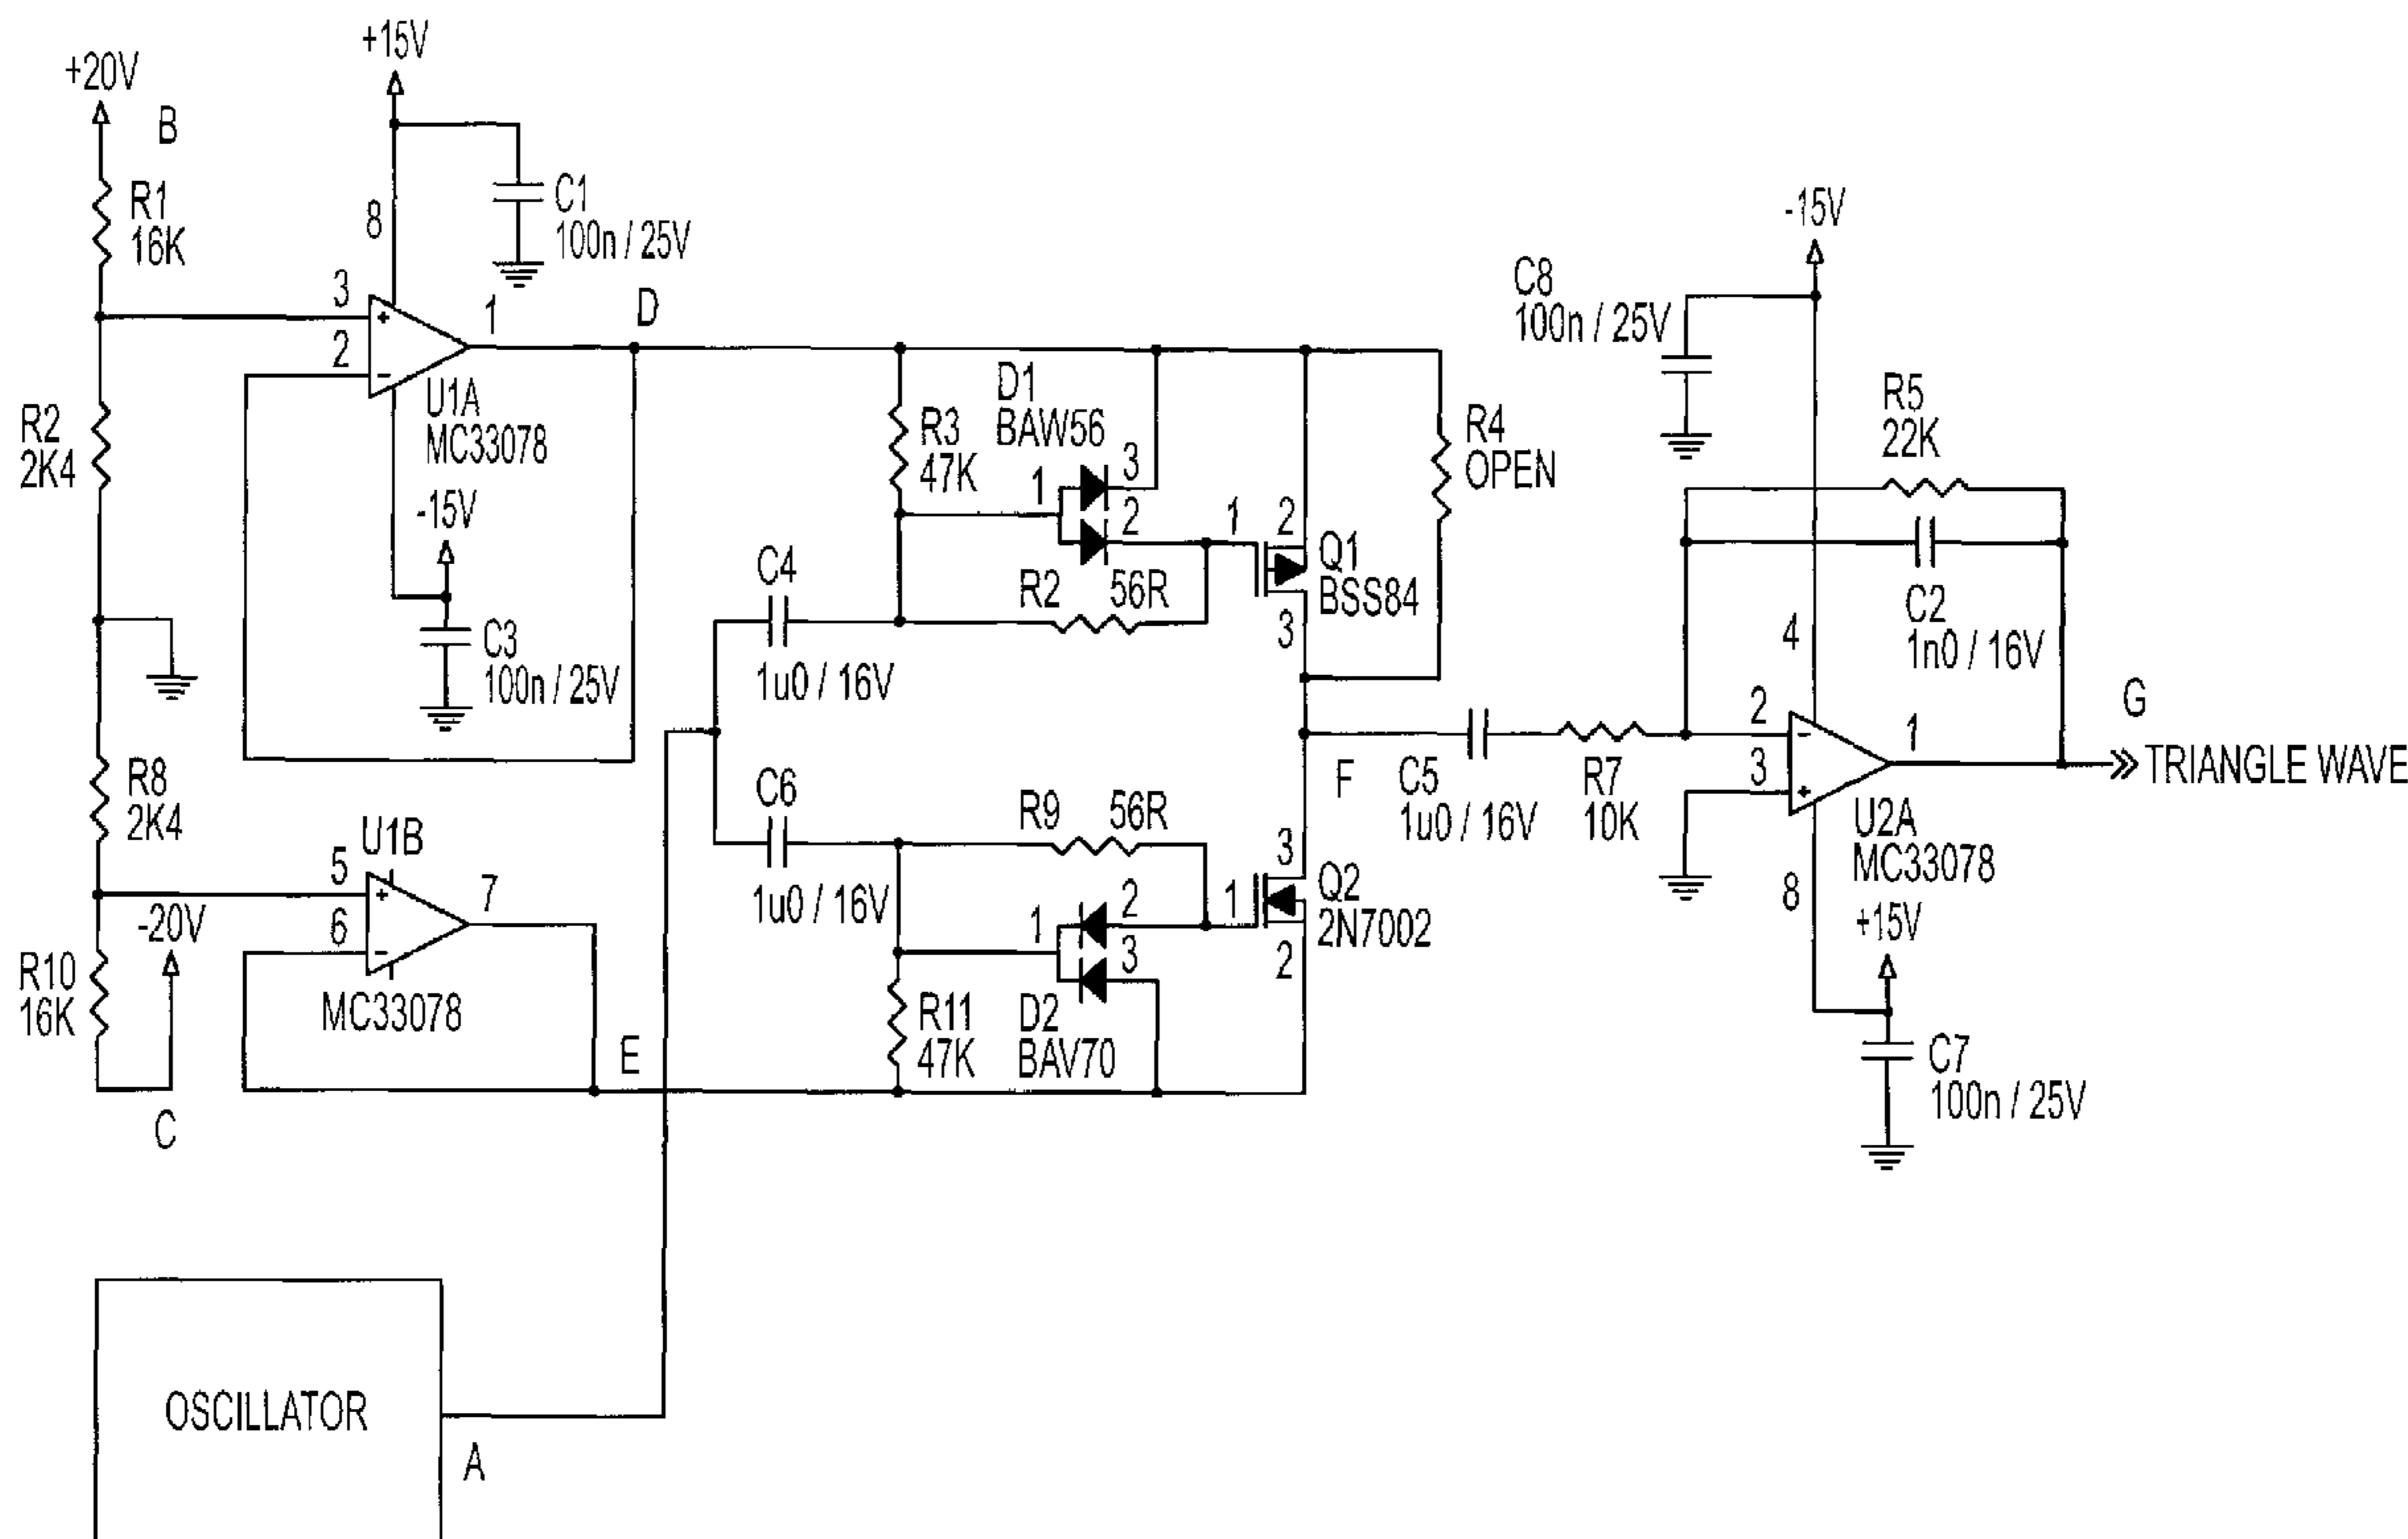 +20V
B
+15V
R1
16K
8
C1
100n / 25V
3
2
1
D
U1A
MC33078
R2
2K4
-15V
C3
100n / 25V
R3
47K
D1
BAW56
1
3
2
1
2
Q1
BSS84
3
R4
OPEN
C4
1u0 / 16V
R2
56R
C8
100n / 25V
-15V
R5
22K
C2
1n0 / 16V
4
R8
2K4
U1B
5
6
7
-20V
R10
16K
MC33078
C
E
C6
1u0 / 16V
R9
56R
F
C5
1u0 / 16V
R7
10K
2
3
1
G
TRIANGLE WAVE
U2A
MC33078
8
+15V
C7
100n / 25V
R11
47K
1
2
3
D2
BAV70
3
1
Q2
2N7002
2
OSCILLATOR
A